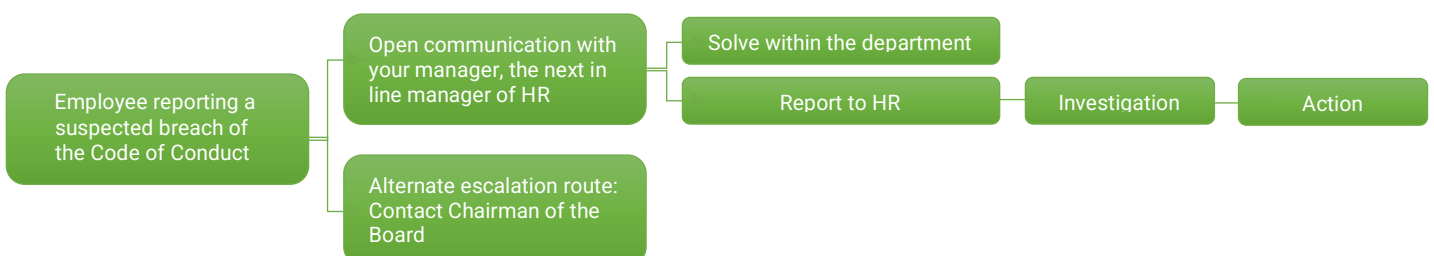 Employee reporting a
suspected breach of
the Code of Conduct
Open communication with
your manager, the next in
line manager of HR
Solve within the department
Report to HR
Investigation
Action
Alternate escalation route:
Contact Chairman of the
Board